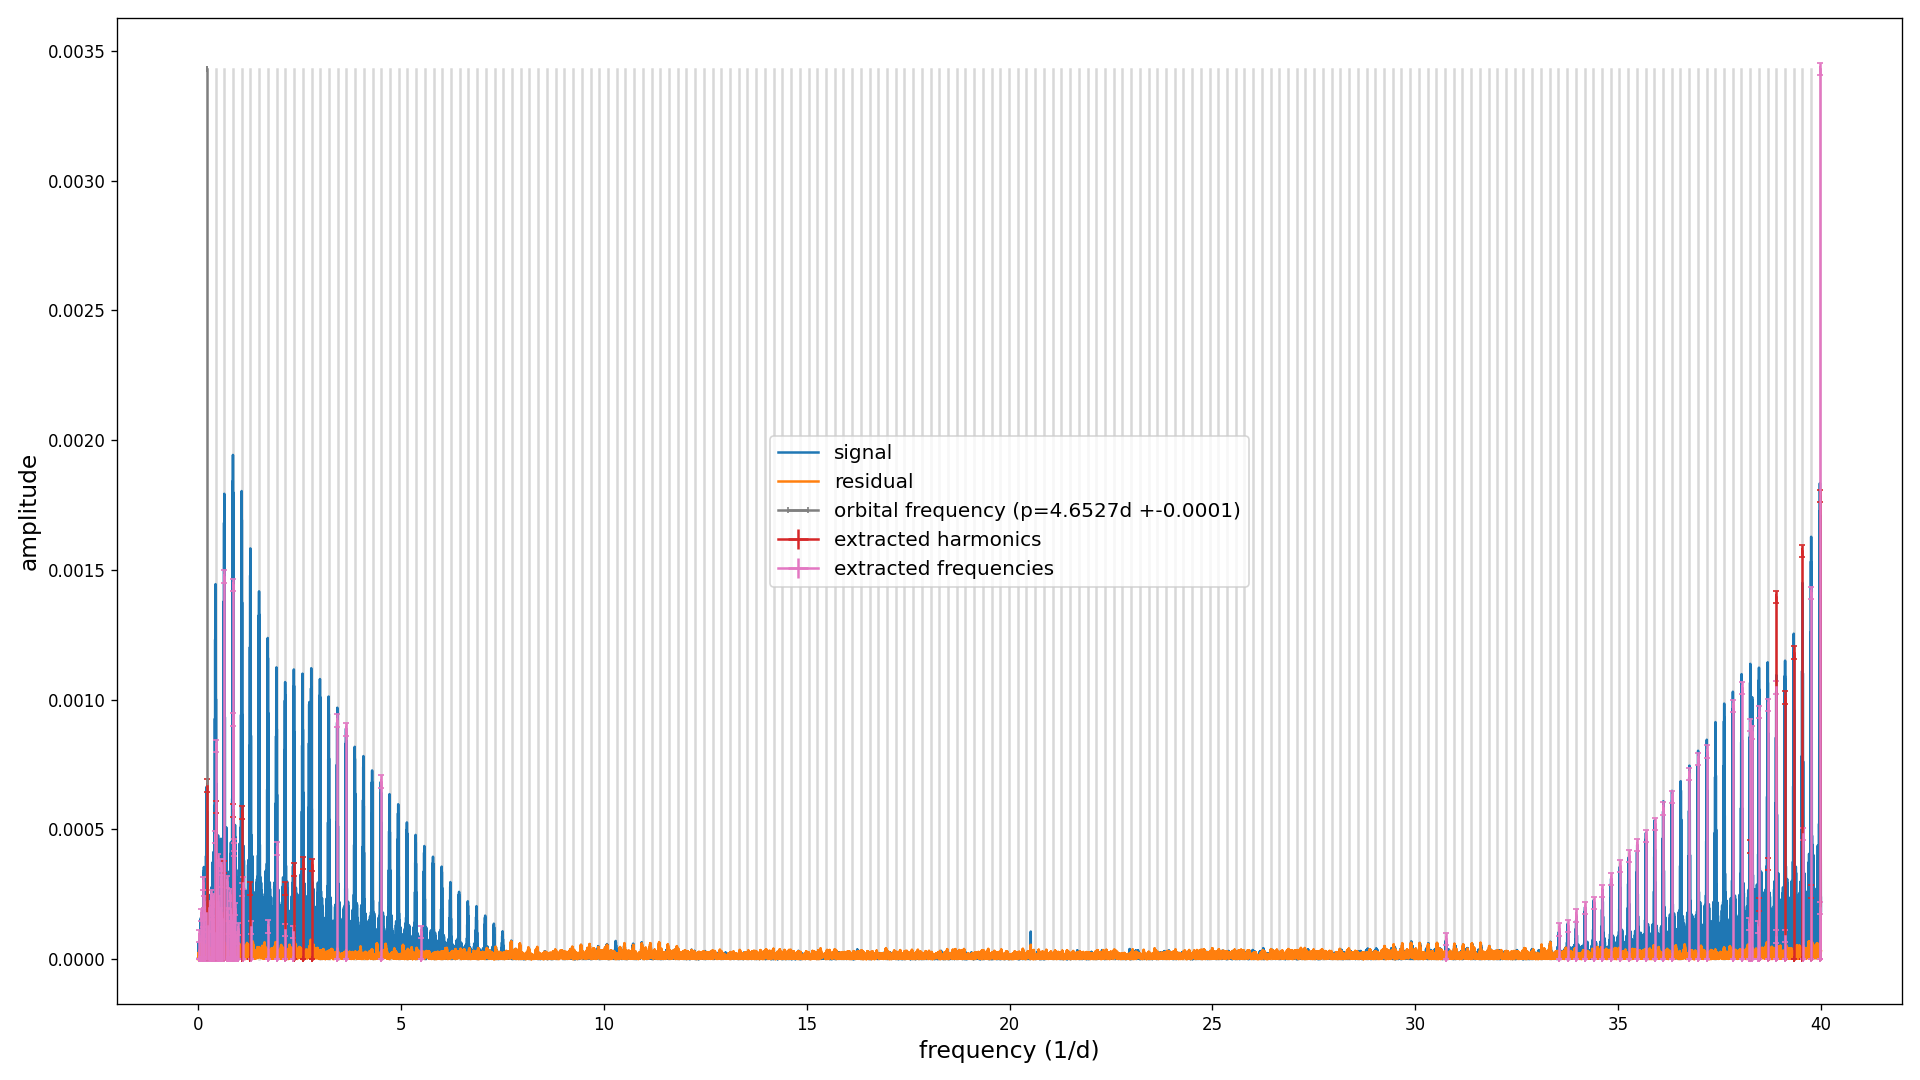 0.0035
0.0030
0.0025
0.0020
0.0015
0.0010
0.0005
0.0000
amplitude
signal
residual
orbital frequency (p=4.6527d +-0.0001)
extracted harmonics
extracted frequencies
0 5 10 15 20 25 30 35 40
frequency (1/d)